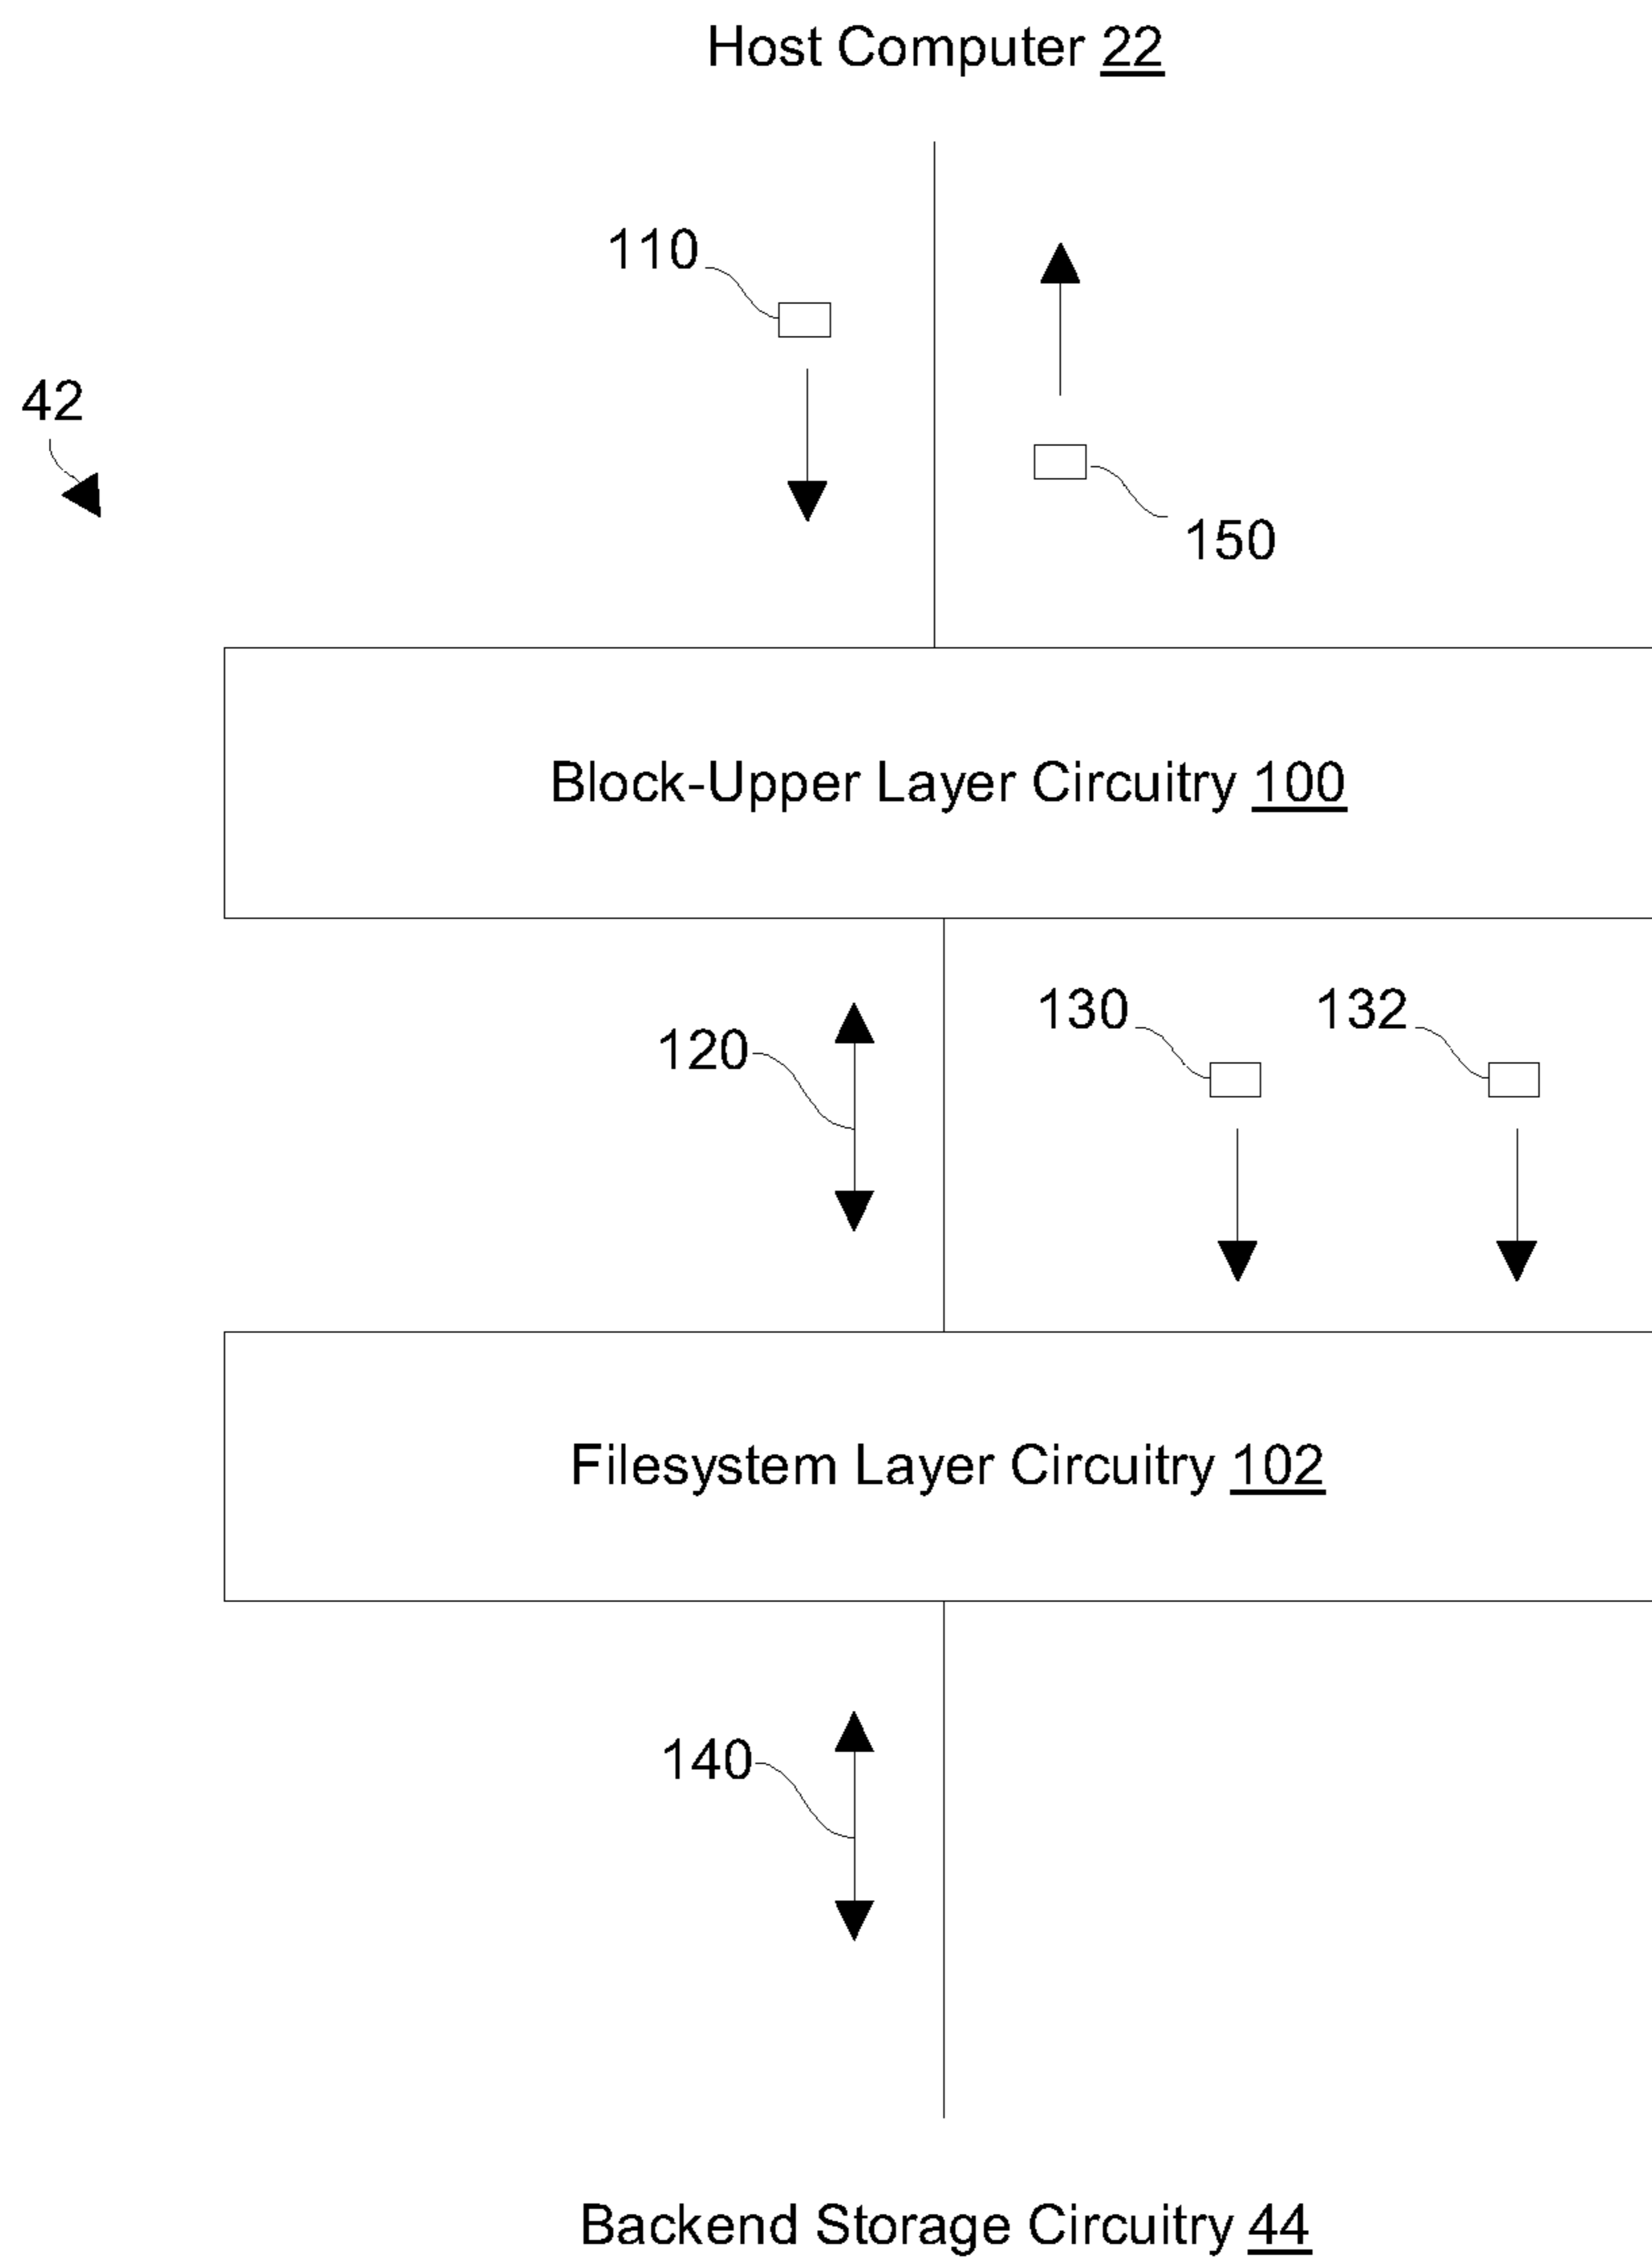 Host Computer 22
110
42
150
Block-Upper Layer Circuitry 100
130 132
120
Filesystem Layer Circuitry 102
140
Backend Storage Circuitry 44